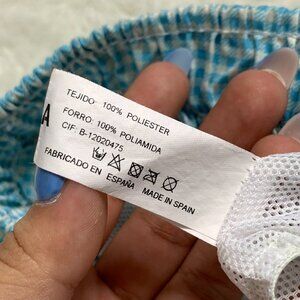 A
TEJIDO: 100% POLIESTER
FORRO: 100% POLIAMIDA
CIF: B-12020475
FABRICADO EN ESPAÑA MADE IN SPAIN